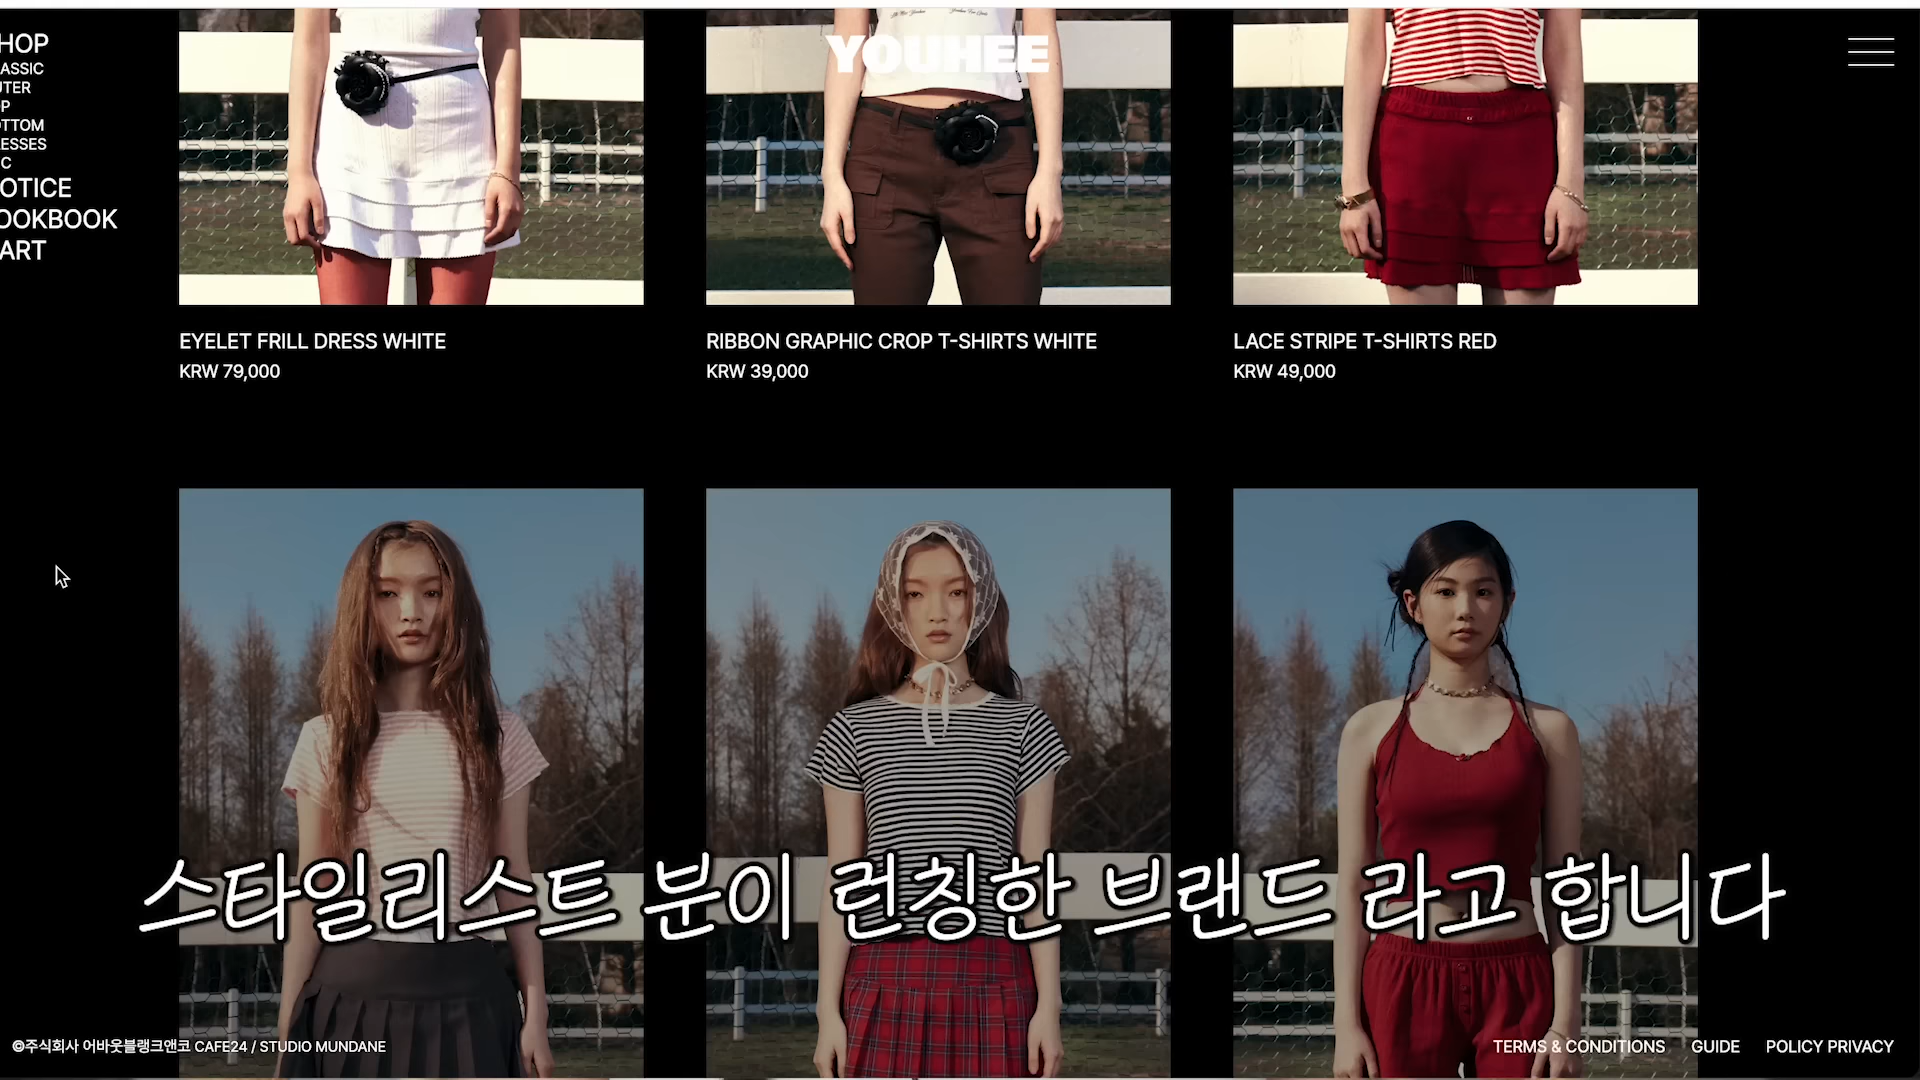 HOP
ASSIC
UTER
OP
OTTOM
ESSES
C
OTICE
OOKBOOK
ART
YOUHEE
EYELET FRILL DRESS WHITE
KRW 79,000
RIBBON GRAPHIC CROP T-SHIRTS WHITE
KRW 39,000
LACE STRIPE T-SHIRTS RED
KRW 49,000
스타일리스트 분이 런칭한 브랜드 라고 합니다
©주식회사 어바웃블랭크앤코 CAFE24 / STUDIO MUNDANE
TERMS & CONDITIONS GUIDE POLICY PRIVACY